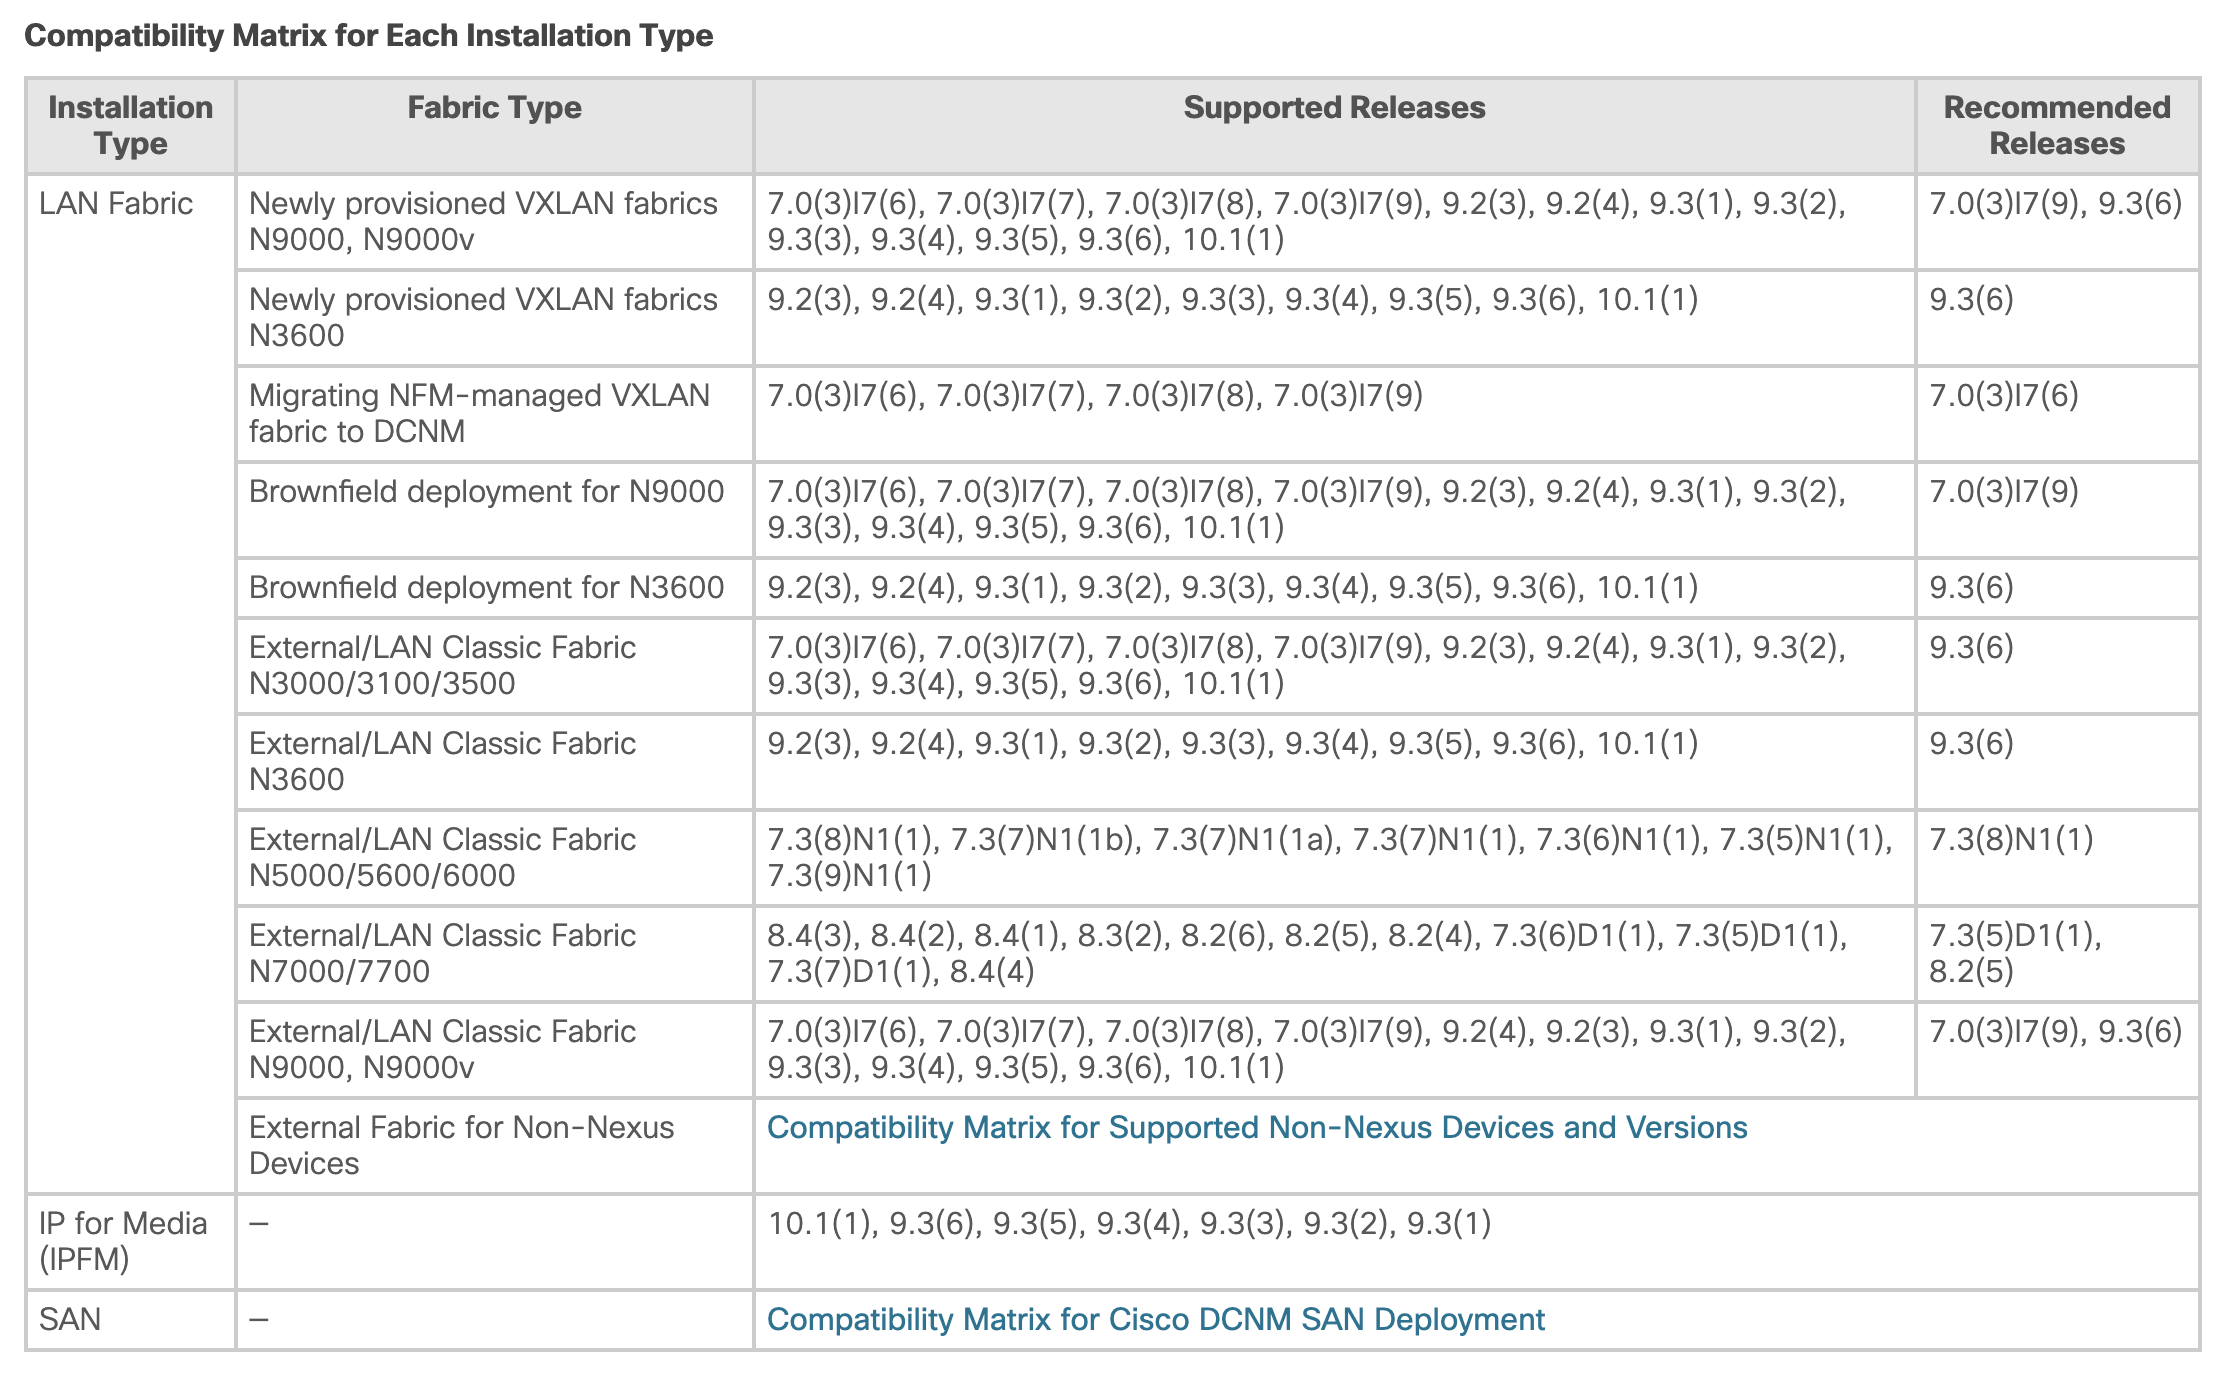 Compatibility Matrix for Each Installation Type
Installation
Type
Fabric Type
Supported Releases
Recommended
Releases
LAN Fabric
Newly provisioned VXLAN fabrics
N9000, N9000v
7.0(3)I7(6), 7.0(3)I7(7), 7.0(3)I7(8), 7.0(3)I7(9), 9.2(3), 9.2(4), 9.3(1), 9.3(2),
9.3(3), 9.3(4), 9.3(5), 9.3(6), 10.1(1)
7.0(3)I7(9), 9.3(6)
Newly provisioned VXLAN fabrics
N3600
9.2(3), 9.2(4), 9.3(1), 9.3(2), 9.3(3), 9.3(4), 9.3(5), 9.3(6), 10.1(1)
9.3(6)
Migrating NFM-managed VXLAN
fabric to DCNM
7.0(3)I7(6), 7.0(3)I7(7), 7.0(3)I7(8), 7.0(3)I7(9)
7.0(3)I7(6)
Brownfield deployment for N9000
7.0(3)I7(6), 7.0(3)I7(7), 7.0(3)I7(8), 7.0(3)I7(9), 9.2(3), 9.2(4), 9.3(1), 9.3(2),
9.3(3), 9.3(4), 9.3(5), 9.3(6), 10.1(1)
7.0(3)I7(9)
Brownfield deployment for N3600
9.2(3), 9.2(4), 9.3(1), 9.3(2), 9.3(3), 9.3(4), 9.3(5), 9.3(6), 10.1(1)
9.3(6)
External/LAN Classic Fabric
N3000/3100/3500
7.0(3)I7(6), 7.0(3)I7(7), 7.0(3)I7(8), 7.0(3)I7(9), 9.2(3), 9.2(4), 9.3(1), 9.3(2),
9.3(3), 9.3(4), 9.3(5), 9.3(6), 10.1(1)
9.3(6)
External/LAN Classic Fabric
N3600
9.2(3), 9.2(4), 9.3(1), 9.3(2), 9.3(3), 9.3(4), 9.3(5), 9.3(6), 10.1(1)
9.3(6)
External/LAN Classic Fabric
N5000/5600/6000
7.3(8)N1(1), 7.3(7)N1(1b), 7.3(7)N1(1a), 7.3(7)N1(1), 7.3(6)N1(1), 7.3(5)N1(1),
7.3(9)N1(1)
7.3(8)N1(1)
External/LAN Classic Fabric
N7000/7700
8.4(3), 8.4(2), 8.4(1), 8.3(2), 8.2(6), 8.2(5), 8.2(4), 7.3(6)D1(1), 7.3(5)D1(1),
7.3(7)D1(1), 8.4(4)
7.3(5)D1(1),
8.2(5)
External/LAN Classic Fabric
N9000, N9000v
7.0(3)I7(6), 7.0(3)I7(7), 7.0(3)I7(8), 7.0(3)I7(9), 9.2(4), 9.2(3), 9.3(1), 9.3(2),
9.3(3), 9.3(4), 9.3(5), 9.3(6), 10.1(1)
7.0(3)I7(9), 9.3(6)
External Fabric for Non-Nexus
Devices
Compatibility Matrix for Supported Non-Nexus Devices and Versions
IP for Media
(IPFM)
—
10.1(1), 9.3(6), 9.3(5), 9.3(4), 9.3(3), 9.3(2), 9.3(1)
SAN
—
Compatibility Matrix for Cisco DCNM SAN Deployment